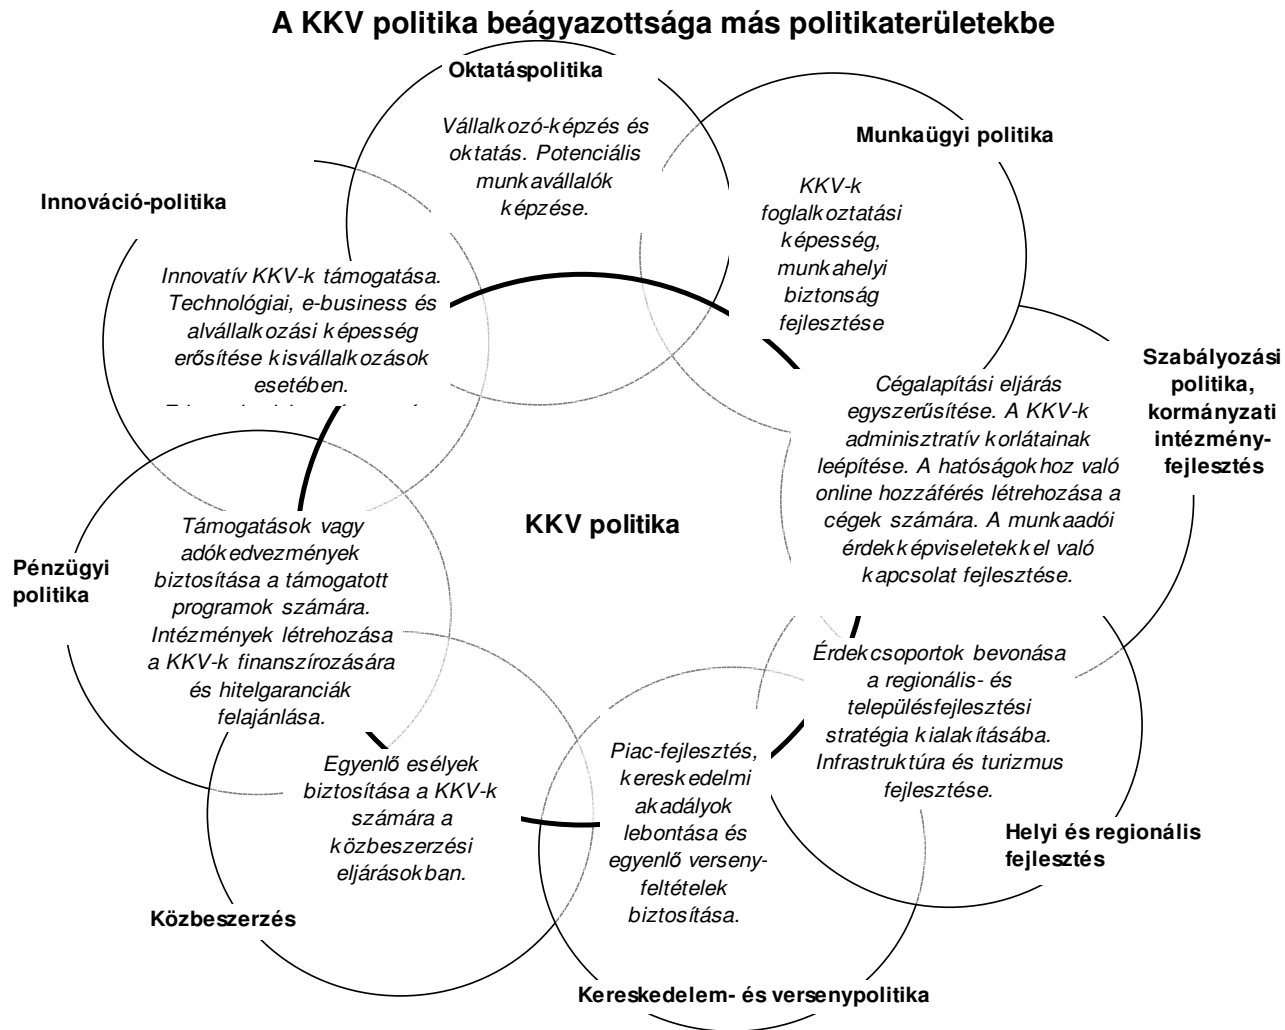 A KKV politika beágyazottsága más politikaterületekbe
Oktatáspolitika
Vállalkozó-képzés és
oktatás. Potenciális
munkavállalók
képzése.
Munkaügyi politika
KKV-k
foglalkoztatási
képesség,
munkahelyi
biztonság
fejlesztése
Innováció-politika
Innovatív KKV-k támogatása.
Technológiai, e-business és
alvállalkozási képesség
erősítése kisvállalkozások
esetében.
Szabályozási
politika,
kormányzati
intézmény-
fejlesztés
Cégalapítási eljárás
egyszerűsítése. A KKV-k
adminisztratív korlátainak
leépítése. A hatóságokhoz való
online hozzáférés létrehozása a
cégek számára. A munkaadói
érdekképviseletekkel való
kapcsolat fejlesztése.
KKV politika
Pénzügyi
politika
Támogatások vagy
adókedvezmények
biztosítása a támogatott
programok számára.
Intézmények létrehozása
a KKV-k finanszírozására
és hitelgaranciák
felajánlása.
Érdekcsoportok bevonása
a regionális- és
településfejlesztési
stratégia kialakításába.
Infrastruktúra és turizmus
fejlesztése.
Helyi és regionális
fejlesztés
Egyenlő esélyek
biztosítása a KKV-k
számára a
közbeszerzési
eljárásokban.
Közbeszerzés
Piac-fejlesztés,
kereskedelmi
akadályok
lebontása és
egyenlő verseny-
feltételek
biztosítása.
Kereskedelem- és versenypolitika